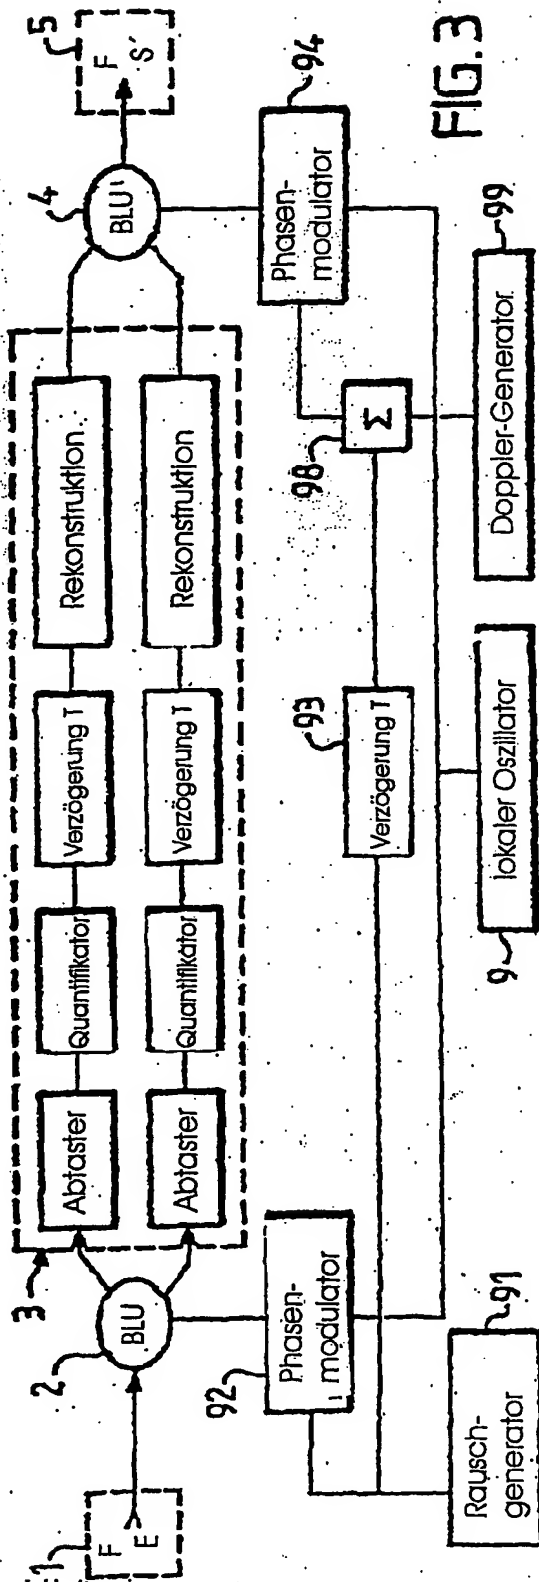 5
F
S'
4
BLU'
94
Phasen-
modulator
FIG.3
Rekonstruktion
Rekonstruktion
98
Σ
99
Doppler-Generator
Verzögerung T
Verzögerung T
93
Verzögerung T
Quantifikator
Quantifikator
9
lokaler Oszillator
Abtaster
Abtaster
3
2
BLU
92
Phasen-
modulator
91
Rausch-
generator
F
E
1